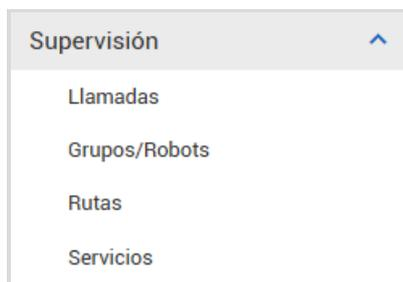 Supervisión
Llamadas
Grupos/Robots
Rutas
Servicios